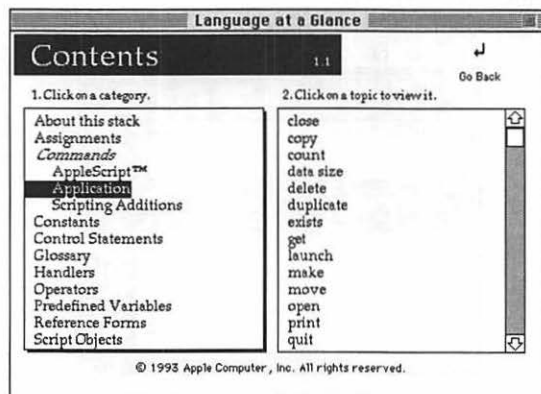 Language at a Glance
Contents 1.1
Go Back
1. Click on a category.
2. Click on a topic to view it.
About this stack
Assignments
Commands
AppleScript™
Application
Scripting Additions
Constants
Control Statements
Glossary
Handlers
Operators
Predefined Variables
Reference Forms
Script Objects
close
copy
count
data size
delete
duplicate
exists
get
launch
make
move
open
print
quit
© 1993 Apple Computer, Inc. All rights reserved.